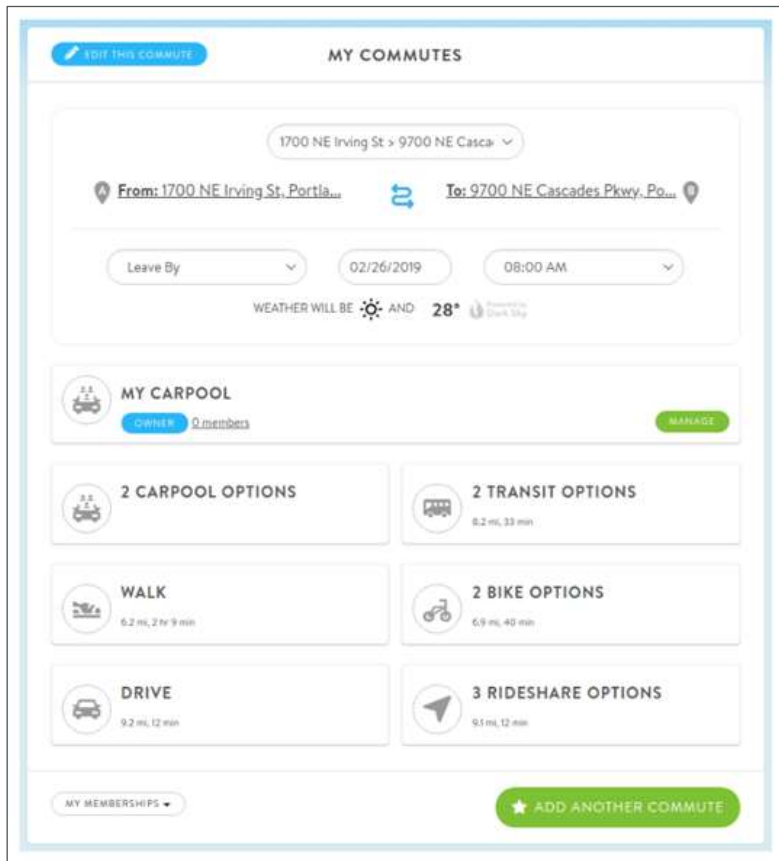 EDIT THIS COMMUTE
MY COMMUTES
1700 NE Irving St > 9700 NE Casca
A From: 1700 NE Irving St, Portla... To: 9700 NE Cascades Pkwy, Po... B
Leave By 02/26/2019 08:00 AM
WEATHER WILL BE AND 28° Powered by
Dark Sky
MY CARPOOL
OWNER 0 members MANAGE
2 CARPOOL OPTIONS
2 TRANSIT OPTIONS
8.2 mi, 33 min
WALK
6.2 mi, 2 hr 9 min
2 BIKE OPTIONS
6.9 mi, 40 min
DRIVE
9.2 mi, 12 min
3 RIDESHARE OPTIONS
9.1 mi, 12 min
MY MEMBERSHIPS
ADD ANOTHER COMMUTE